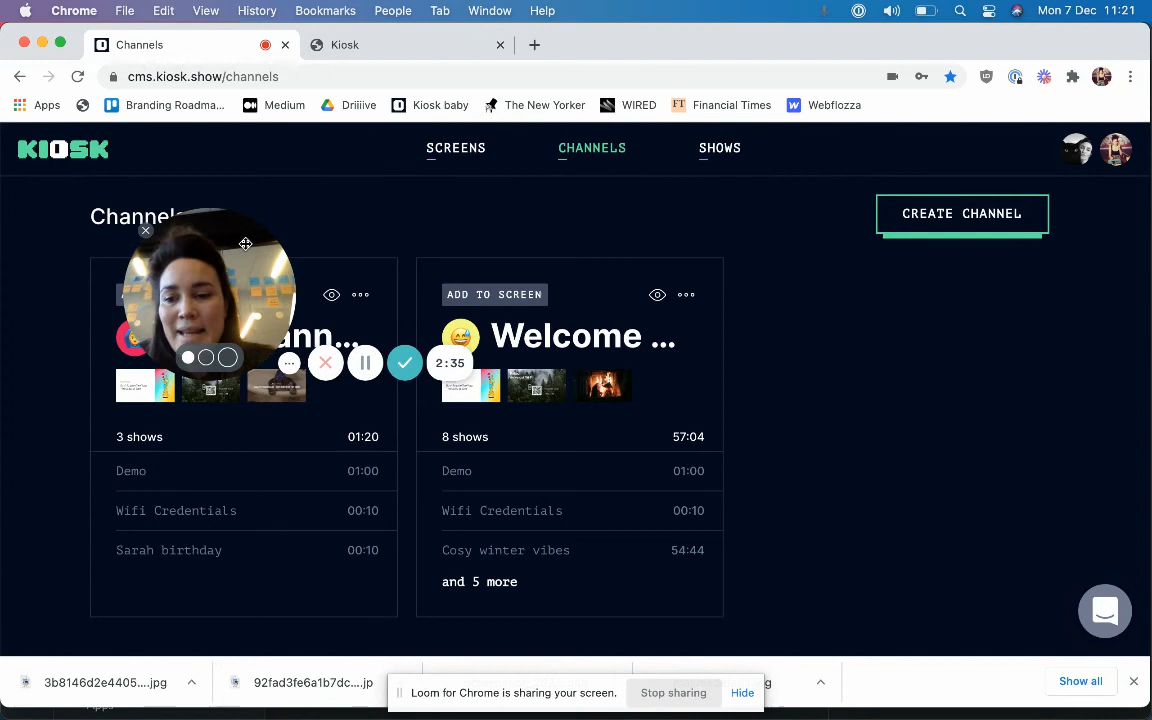 Chrome File Edit View History Bookmarks People Tab Window Help Mon 7 Dec 11:21
Channels Kiosk
cms.kiosk.show/channels
Apps Branding Roadma... Medium Driiive Kiosk baby The New Yorker WIRED FT Financial Times Webflozza
KIOSK SCREENS CHANNELS SHOWS
Channels
CREATE CHANNEL
ADD TO SCREEN
ann...
Welcome ...
2:35
3 shows 01:20
Demo 01:00
Wifi Credentials 00:10
Sarah birthday 00:10
8 shows 57:04
Demo 01:00
Wifi Credentials 00:10
Cosy winter vibes 54:44
and 5 more
3b8146d2e4405....jpg
92fad3fe6a1b7dc....jp
Show all
Loom for Chrome is sharing your screen. Stop sharing Hide